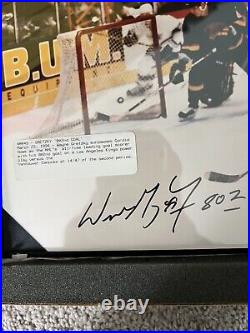 B.U.M.
EQUIPMENT
GRETZKY "802nd GOAL"
March 23, 1994 - Wayne Gretzky surpasses Gordie
Howe as the NHL's All-Time leading goal scorer
with his 802nd goal on a Los Angeles Kings power
play versus the
Vancouver Canucks at 14:47 of the second period.
802